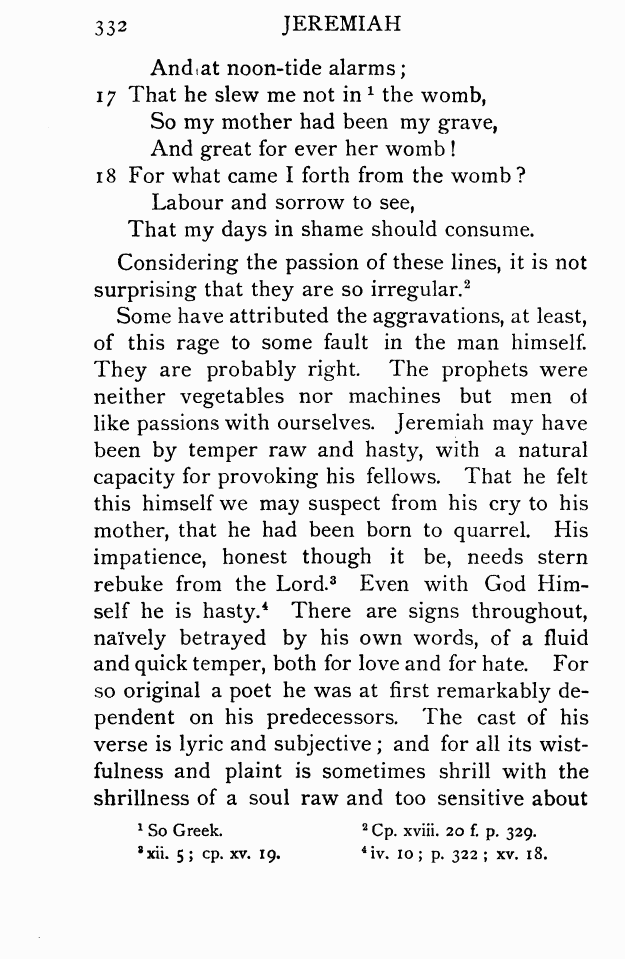 332 JEREMIAH
And at noon-tide alarms;
17 That he slew me not in¹ the womb,
So my mother had been my grave,
And great for ever her womb!
18 For what came I forth from the womb?
Labour and sorrow to see,
That my days in shame should consume.
Considering the passion of these lines, it is not
surprising that they are so irregular.²
Some have attributed the aggravations, at least,
of this rage to some fault in the man himself.
They are probably right. The prophets were
neither vegetables nor machines but men of
like passions with ourselves. Jeremiah may have
been by temper raw and hasty, with a natural
capacity for provoking his fellows. That he felt
this himself we may suspect from his cry to his
mother, that he had been born to quarrel. His
impatience, honest though it be, needs stern
rebuke from the Lord.³ Even with God Him-
self he is hasty.⁴ There are signs throughout,
naïvely betrayed by his own words, of a fluid
and quick temper, both for love and for hate. For
so original a poet he was at first remarkably de-
pendent on his predecessors. The cast of his
verse is lyric and subjective; and for all its wist-
fulness and plaint is sometimes shrill with the
shrillness of a soul raw and too sensitive about
¹ So Greek. ² Cp. xviii. 20 f. p. 329.
³ xii. 5; cp. xv. 19. ⁴ iv. 10; p. 322; xv. 18.